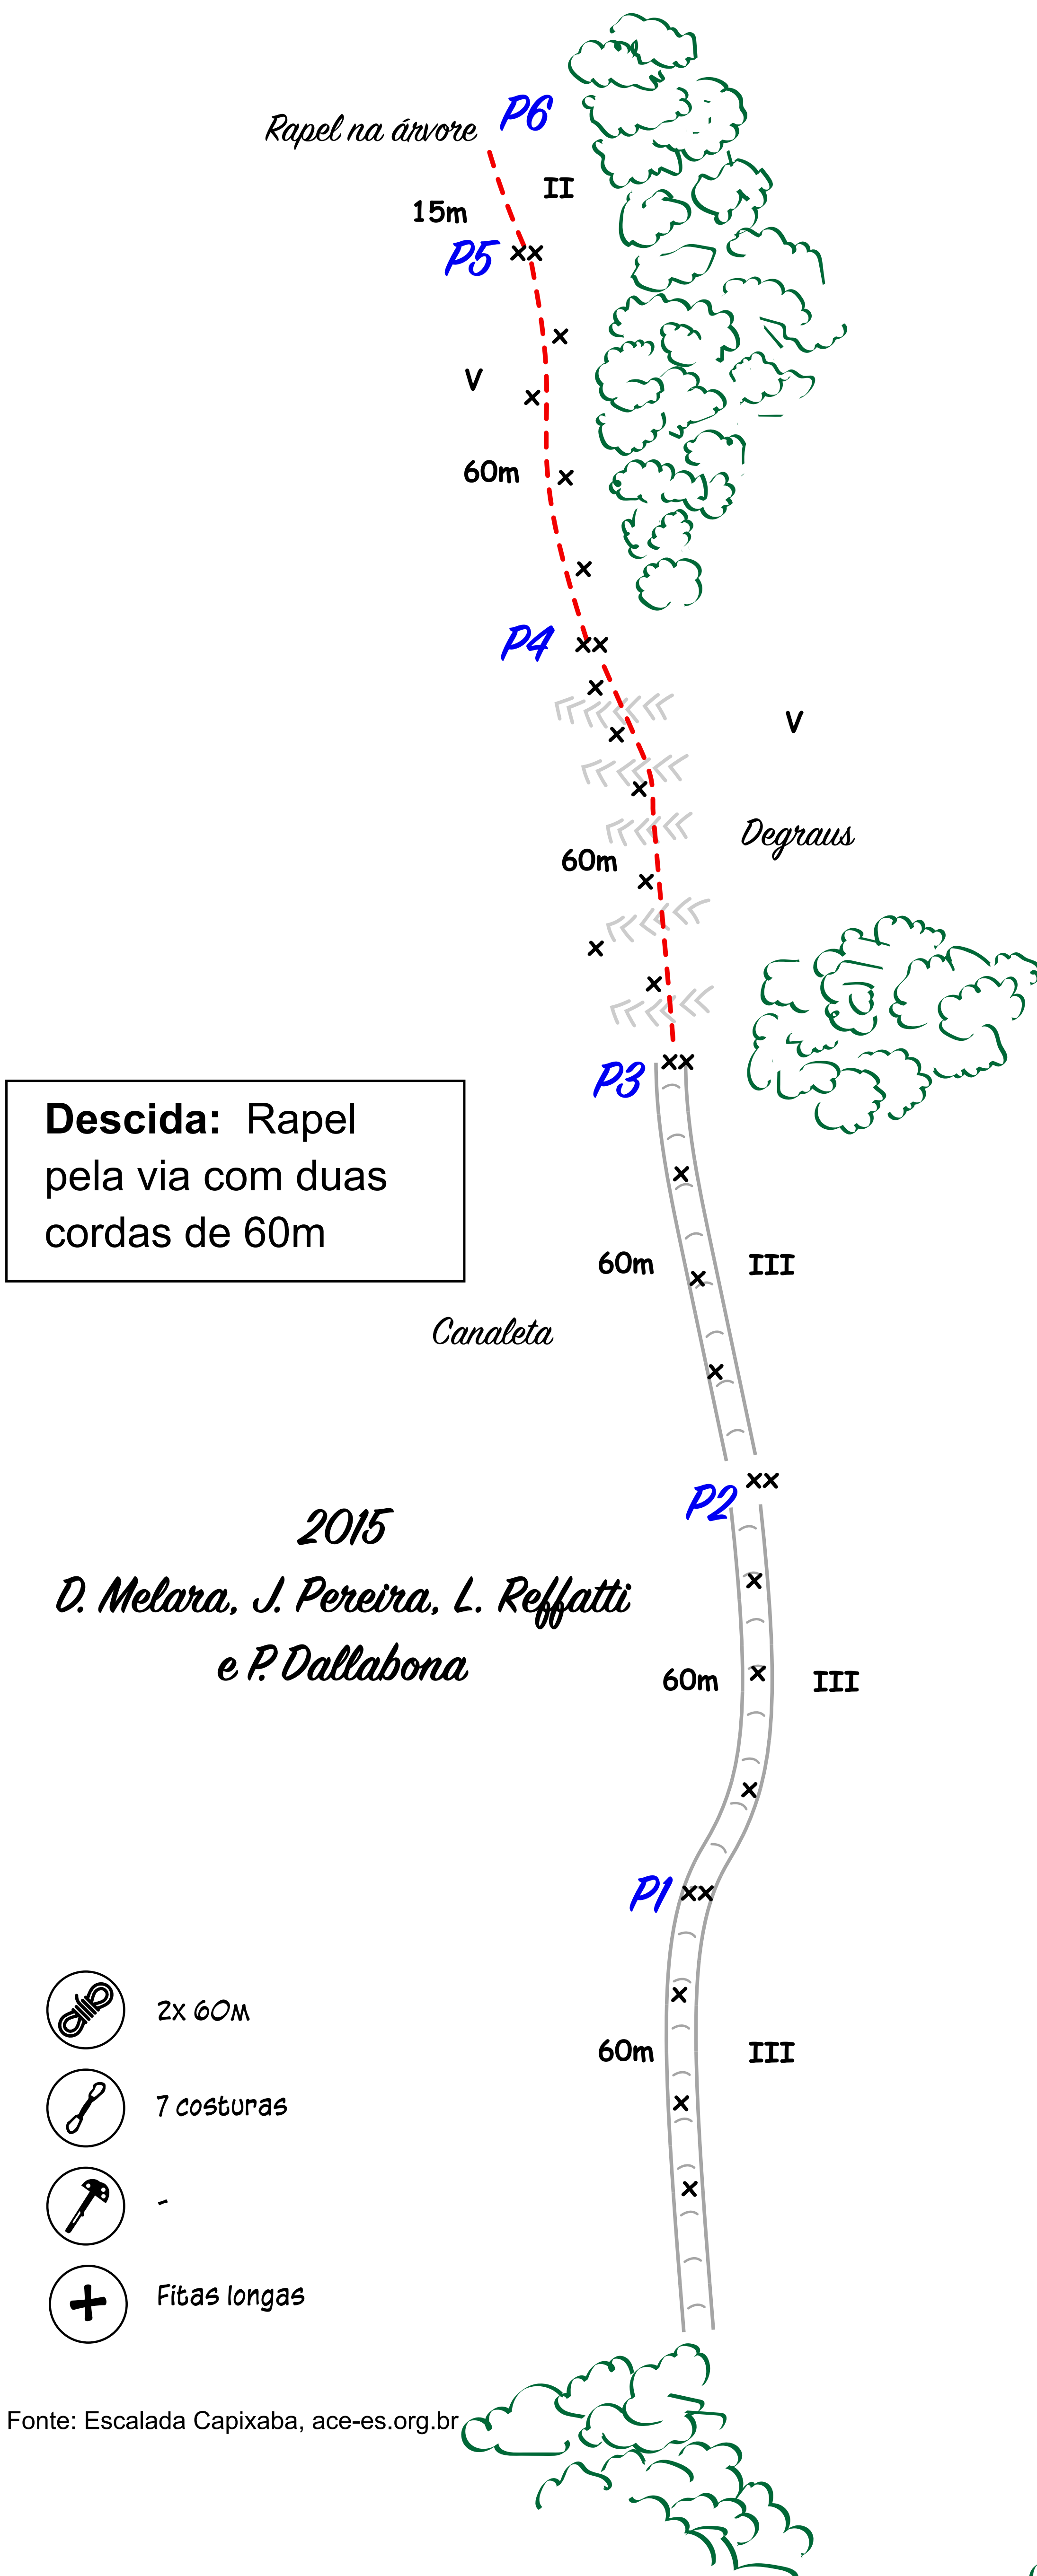 P6
Rapel na árvore
II
15m
P5
V
60m
P4
V
Degraus
60m
P3
Descida: Rapel
pela via com duas
cordas de 60m
60m
III
Canaleta
P2
2015
D. Melara, J. Pereira, L. Reffatti
e P. Dallabona
60m
III
P1
2x 60m
60m
III
7 costuras
-
Fitas longas
Fonte: Escalada Capixaba, ace-es.org.br